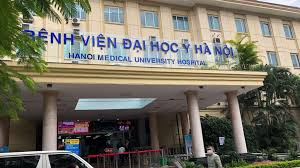 BỆNH VIỆN ĐẠI HỌC Y HÀ NỘI
HANOI MEDICAL UNIVERSITY HOSPITAL